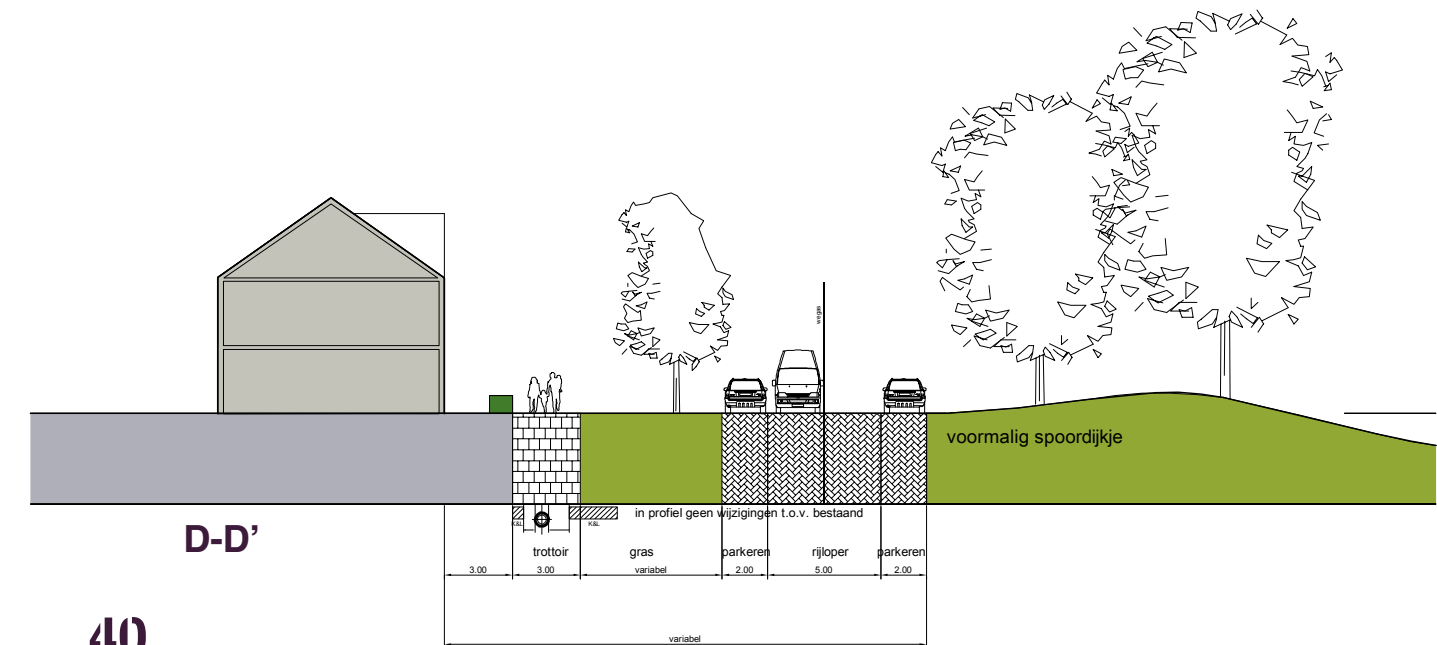 wegas
voormalig spoordijkje
in profiel geen wijzigingen t.o.v. bestaand
K&L K&L
D-D’
trottoir gras parkeren rijloper parkeren
3.00 3.00 variabel 2.00 5.00 2.00
40
variabel